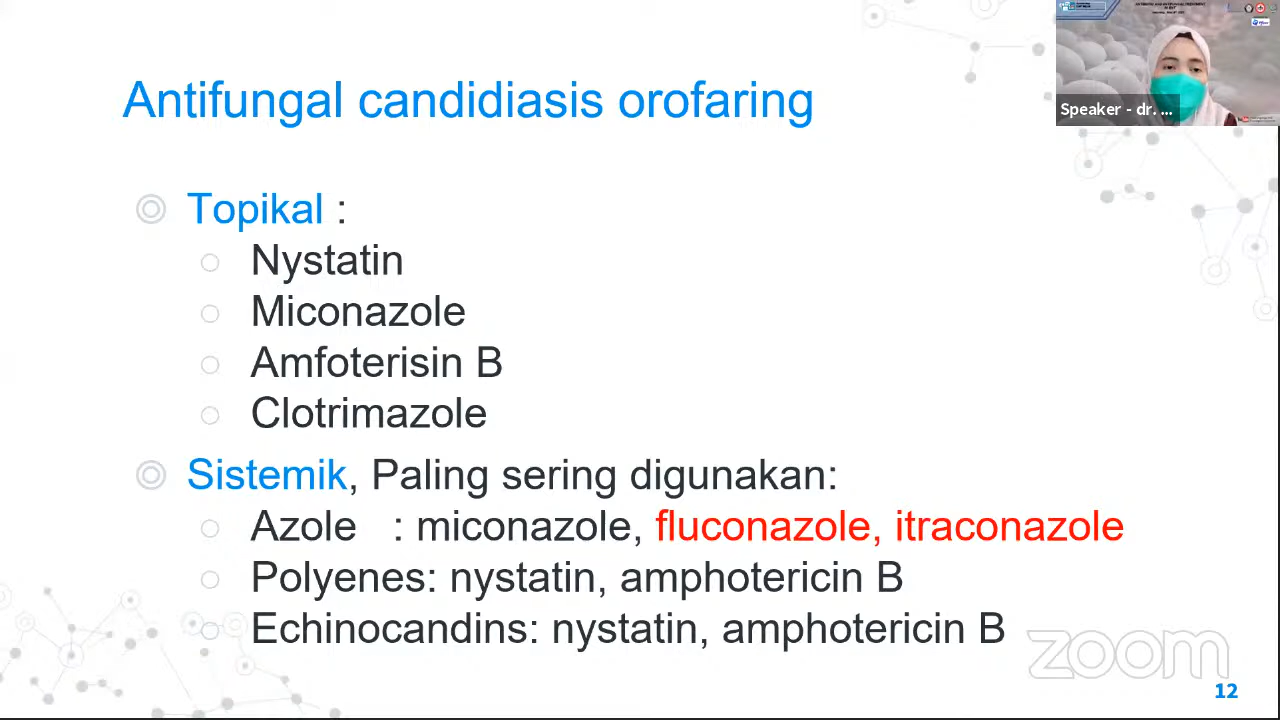 Antifungal candidiasis orofaring
Topikal :
Nystatin
Miconazole
Amfoterisin B
Clotrimazole
Sistemik, Paling sering digunakan:
Azole : miconazole, fluconazole, itraconazole
Polyenes: nystatin, amphotericin B
Echinocandins: nystatin, amphotericin B
Speaker - dr. ...
zoom
12